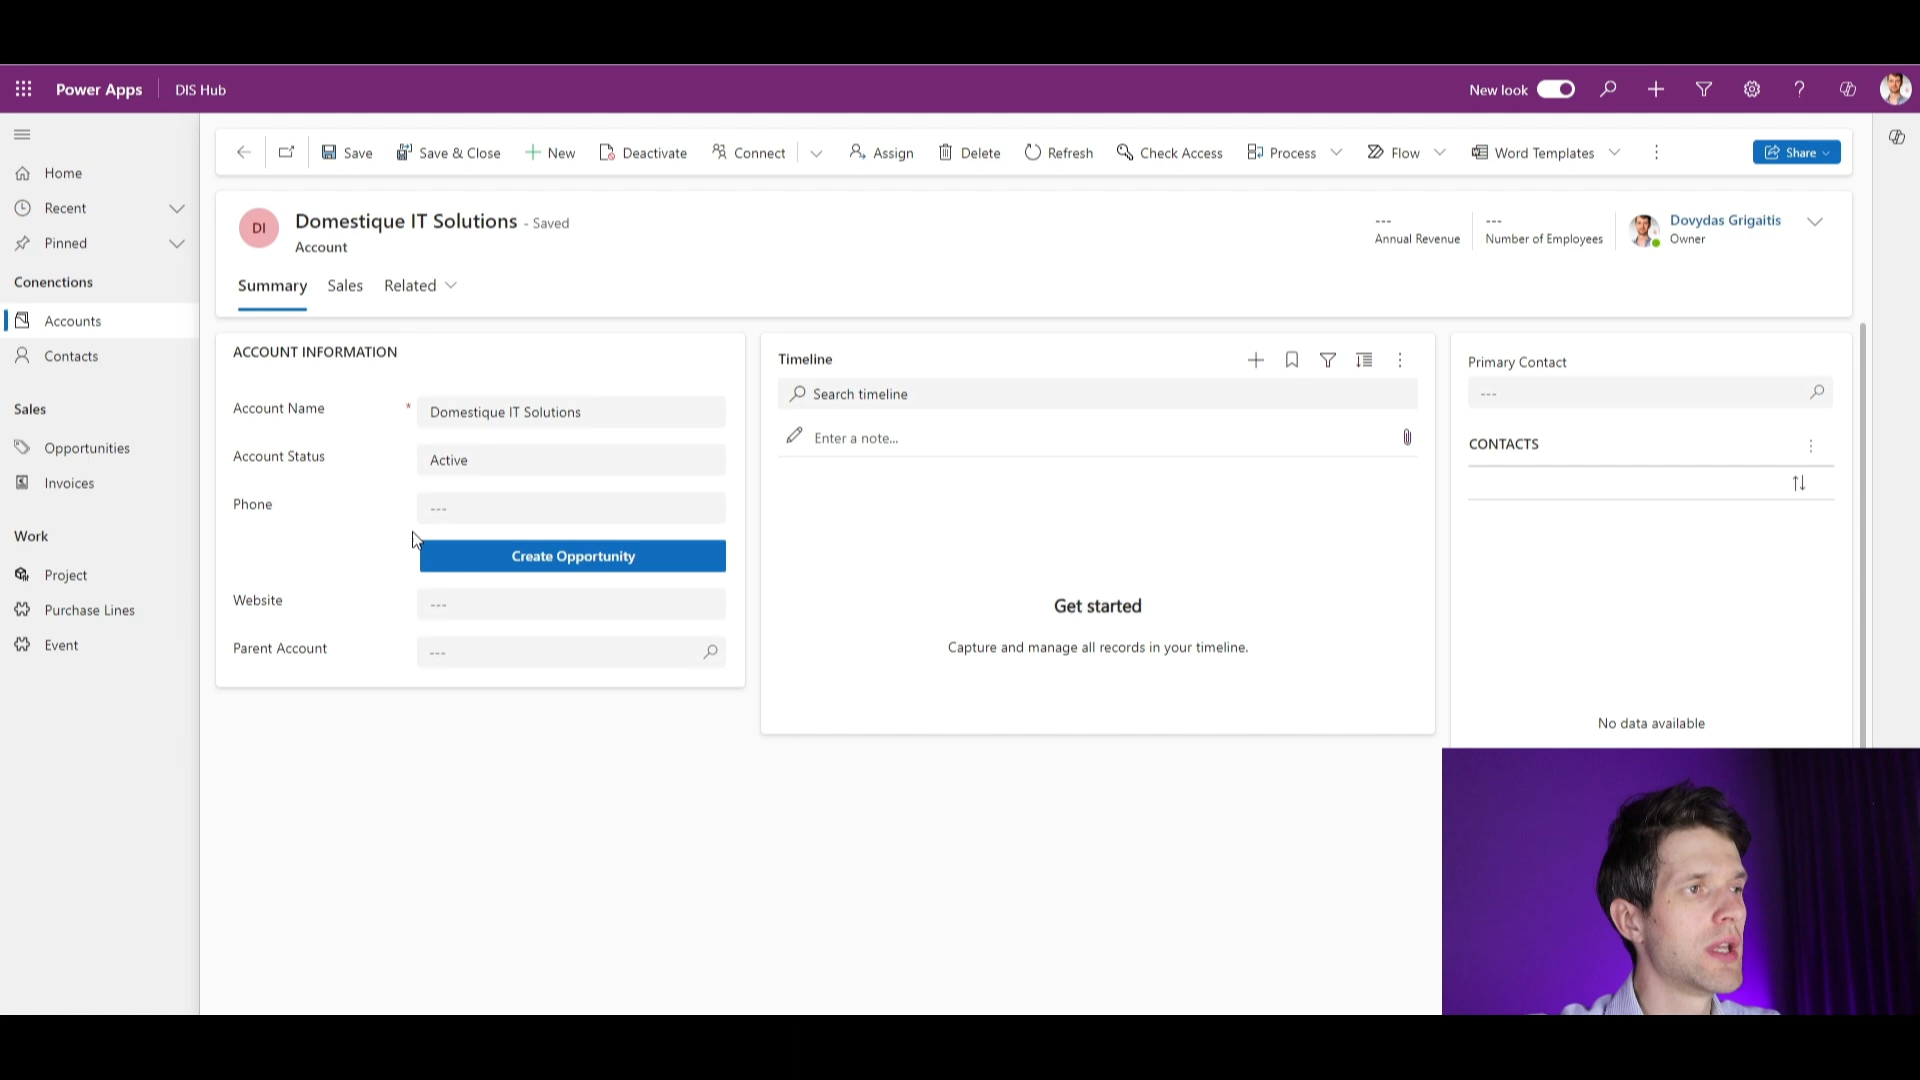 Power Apps
DIS Hub
New look
Home
Recent
Pinned
Conenctions
Accounts
Contacts
Sales
Opportunities
Invoices
Work
Project
Purchase Lines
Event
Save
Save & Close
New
Deactivate
Connect
Assign
Delete
Refresh
Check Access
Process
Flow
Word Templates
Share
DI
Domestique IT Solutions - Saved
Account
---
Annual Revenue
---
Number of Employees
Dovydas Grigaitis
Owner
Summary
Sales
Related
ACCOUNT INFORMATION
Account Name * Domestique IT Solutions
Account Status Active
Phone ---
Create Opportunity
Website ---
Parent Account ---
Timeline
Search timeline
Enter a note...
Get started
Capture and manage all records in your timeline.
Primary Contact
---
CONTACTS
No data available